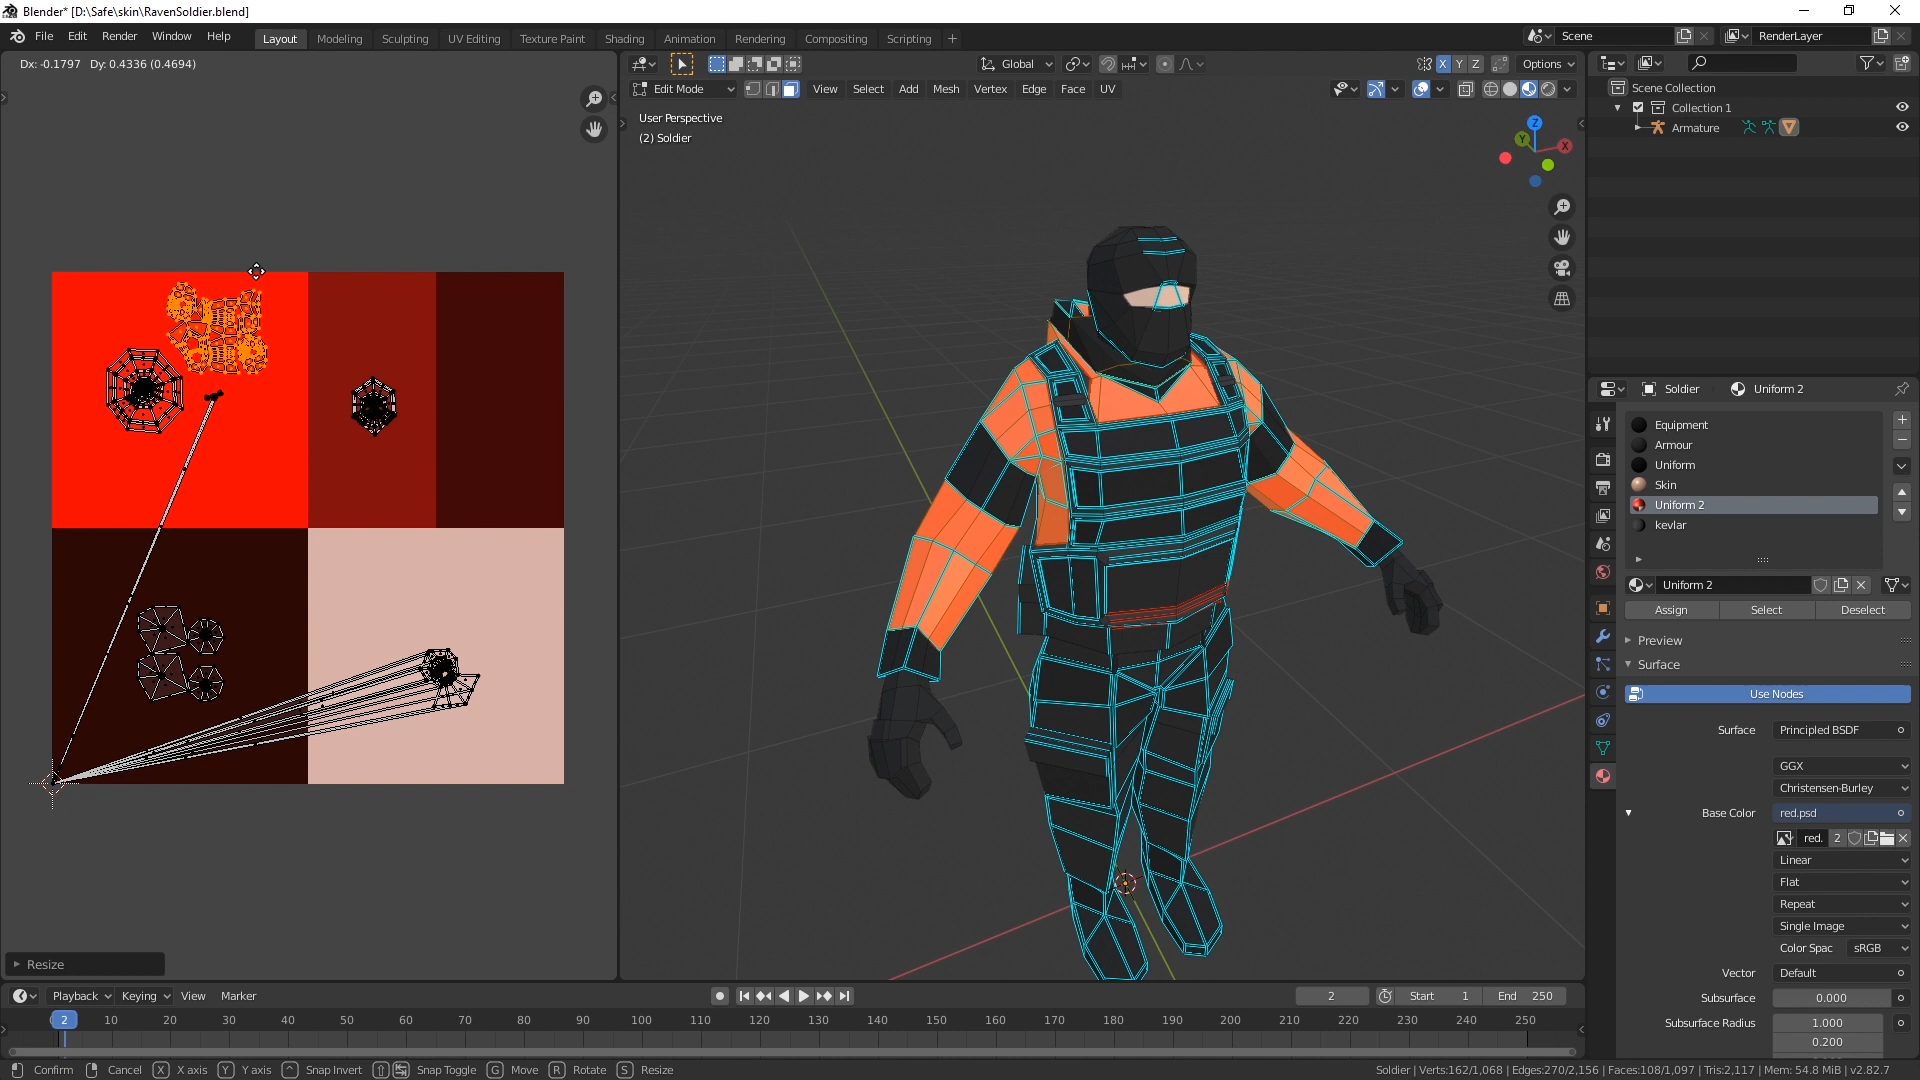 Blender* [D:\Safe\skin\RavenSoldier.blend]
File Edit Render Window Help Layout Modeling Sculpting UV Editing Texture Paint Shading Animation Rendering Compositing Scripting + Scene RenderLayer
Dx: -0.1797 Dy: 0.4336 (0.4694)
Global X Y Z Options
Edit Mode View Select Add Mesh Vertex Edge Face UV
User Perspective
(2) Soldier
Z
Y
X
Scene Collection
Collection 1
Armature
Soldier Uniform 2
Equipment
Armour
Uniform
Skin
Uniform 2
kevlar
Uniform 2
Assign Select Deselect
Preview
Surface
Use Nodes
Surface Principled BSDF
GGX
Christensen-Burley
Base Color red.psd
red. 2
Linear
Flat
Repeat
Single Image
Color Spac sRGB
Vector Default
Subsurface 0.000
Subsurface Radius 1.000
0.200
Resize
Playback Keying View Marker 2 Start 1 End 250
2 10 20 30 40 50 60 70 80 90 100 110 120 130 140 150 160 170 180 190 200 210 220 230 240 250
Confirm Cancel X X axis Y Y axis ^ Snap Invert Snap Toggle G Move R Rotate S Resize
Soldier | Verts:162/1,068 | Edges:270/2,156 | Faces:108/1,097 | Tris:2,117 | Mem: 54.8 MiB | v2.82.7